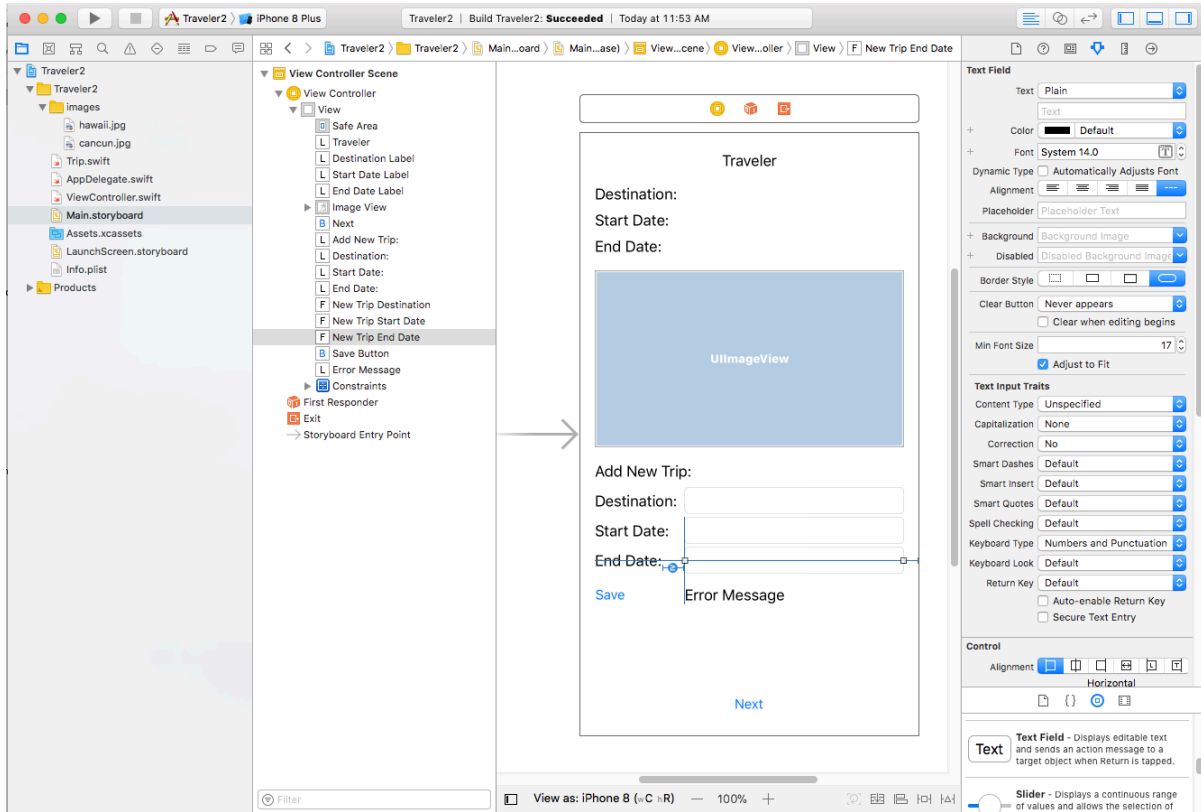 Traveler2 iPhone 8 Plus
Traveler2 | Build Traveler2: Succeeded | Today at 11:53 AM
Traveler2 Traveler2 Main...oard Main...ase) View...cene View...oller View F New Trip End Date
Traveler2
Traveler2
images
hawaii.jpg
cancun.jpg
Trip.swift
AppDelegate.swift
ViewController.swift
Main.storyboard
Assets.xcassets
LaunchScreen.storyboard
Info.plist
Products
View Controller Scene
View Controller
View
Safe Area
L Traveler
L Destination Label
L Start Date Label
L End Date Label
Image View
B Next
L Add New Trip:
L Destination:
L Start Date:
L End Date:
F New Trip Destination
F New Trip Start Date
F New Trip End Date
B Save Button
L Error Message
Constraints
First Responder
Exit
Storyboard Entry Point
Filter
Traveler
Destination:
Start Date:
End Date:
UIImageView
Add New Trip:
Destination:
Start Date:
End Date:
Save Error Message
Next
View as: iPhone 8 (wC hR) — 100% +
Text Field
Text Plain
Text
+ Color Default
+ Font System 14.0 T
Dynamic Type Automatically Adjusts Font
Alignment
Placeholder Placeholder Text
+ Background Background Image
+ Disabled Disabled Background Image
Border Style
Clear Button Never appears
Clear when editing begins
Min Font Size 17
Adjust to Fit
Text Input Traits
Content Type Unspecified
Capitalization None
Correction No
Smart Dashes Default
Smart Insert Default
Smart Quotes Default
Spell Checking Default
Keyboard Type Numbers and Punctuation
Keyboard Look Default
Return Key Default
Auto-enable Return Key
Secure Text Entry
Control
Alignment
Horizontal
{}
Text
Text Field - Displays editable text
and sends an action message to a
target object when Return is tapped.
Slider - Displays a continuous range
of values and allows the selection of